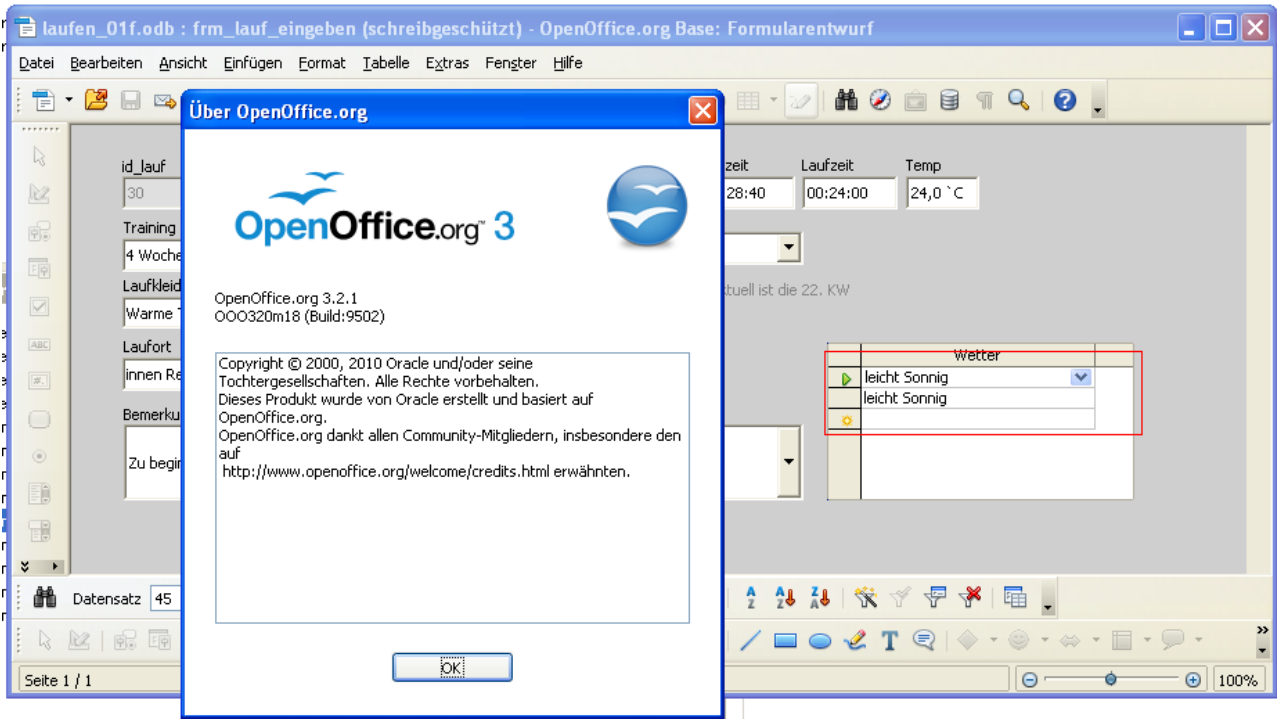 laufen_01f.odb : frm_lauf_eingeben (schreibgeschützt) - OpenOffice.org Base: Formularentwurf
Datei Bearbeiten Ansicht Einfügen Format Tabelle Extras Fenster Hilfe
Über OpenOffice.org
OpenOffice.org™ 3
OpenOffice.org 3.2.1
OOO320m18 (Build:9502)
Copyright © 2000, 2010 Oracle und/oder seine
Tochtergesellschaften. Alle Rechte vorbehalten.
Dieses Produkt wurde von Oracle erstellt und basiert auf
OpenOffice.org.
OpenOffice.org dankt allen Community-Mitgliedern, insbesondere den
auf
http://www.openoffice.org/welcome/credits.html erwähnten.
OK
id_lauf
30
zeit Laufzeit Temp
28:40 00:24:00 24,0 `C
Training
4 Woche
Laufkleid
tuell ist die 22. KW
Warme
Laufort
innen Re
Bemerku
Zu begin
Wetter
leicht Sonnig
leicht Sonnig
ABC
Datensatz 45
Seite 1 / 1
100%